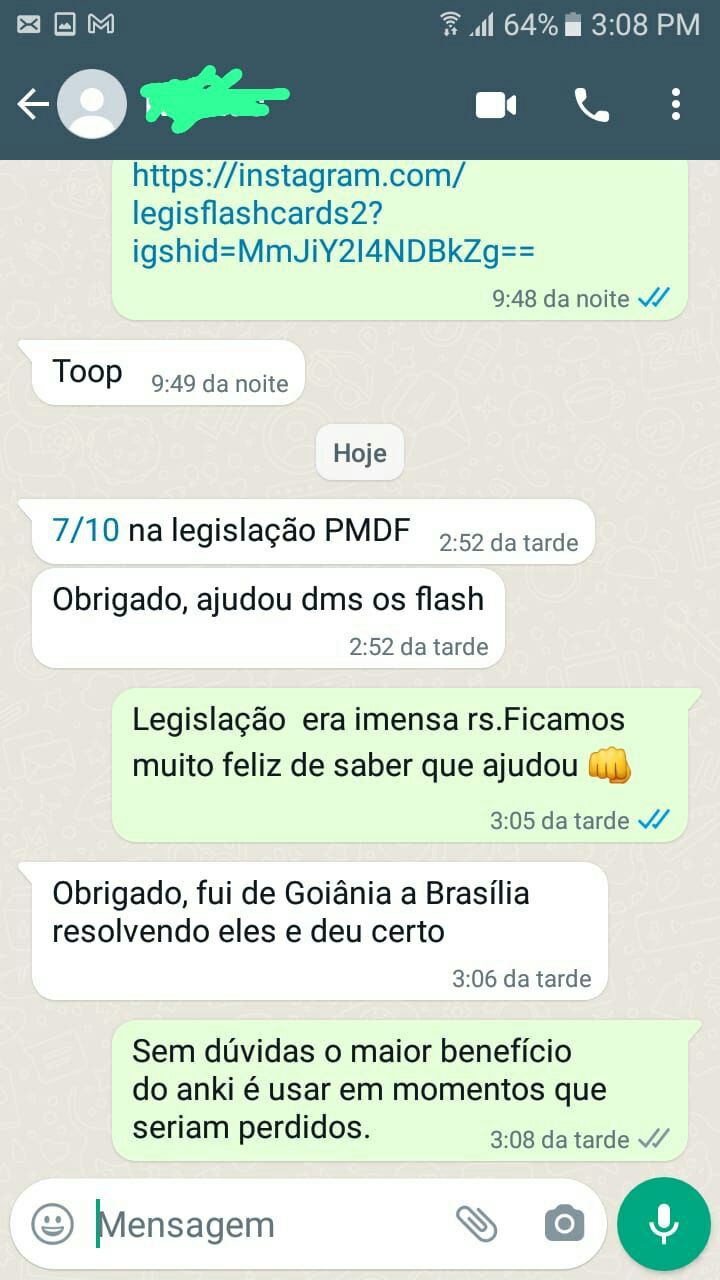 64% 3:08 PM
https://instagram.com/
legisflashcards2?
igshid=MmJiY2I4NDBkZg==
9:48 da noite
Toop 9:49 da noite
Hoje
7/10 na legislação PMDF 2:52 da tarde
Obrigado, ajudou dms os flash
2:52 da tarde
Legislação era imensa rs.Ficamos
muito feliz de saber que ajudou 👊
3:05 da tarde
Obrigado, fui de Goiânia a Brasília
resolvendo eles e deu certo
3:06 da tarde
Sem dúvidas o maior benefício
do anki é usar em momentos que
seriam perdidos. 3:08 da tarde
Mensagem